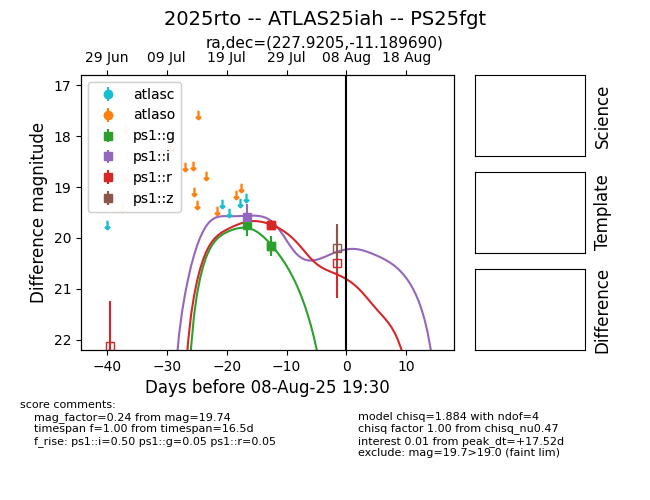 2025rto -- ATLAS25iah -- PS25fgt
ra,dec=(227.9205,-11.189690)
29 Jun 09 Jul 19 Jul 29 Jul 08 Aug 18 Aug
atlasc
atlaso
ps1::g
ps1::i
ps1::r
ps1::z
17
18
19
20
21
22
Difference magnitude
−40 −30 −20 −10 0 10
Days before 08-Aug-25 19:30
Science
Template
Difference
score comments:
mag_factor=0.24 from mag=19.74
timespan f=1.00 from timespan=16.5d
f_rise: ps1::i=0.50 ps1::g=0.05 ps1::r=0.05
model chisq=1.884 with ndof=4
chisq factor 1.00 from chisq_nu0.47
interest 0.01 from peak_dt=+17.52d
exclude: mag=19.7>19.0 (faint lim)